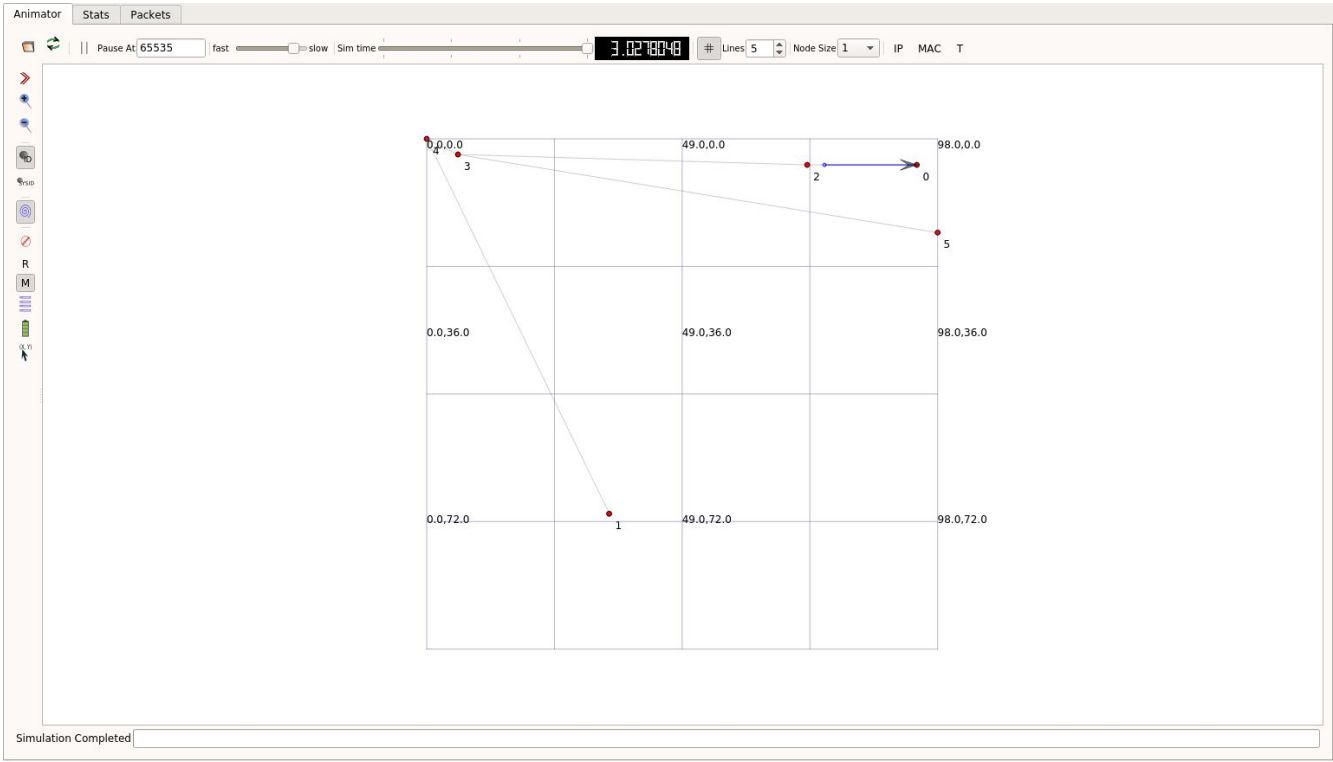 Animator Stats Packets
Pause At 65535 fast slow Sim time 3.0278048 # Lines 5 Node Size 1 IP MAC T
ID
SYSID
R
M
(X,Y)
0.0,0.0 49.0,0.0 98.0,0.0
4 3 2 0
5
0.0,36.0 49.0,36.0 98.0,36.0
0.0,72.0 49.0,72.0 98.0,72.0
1
Simulation Completed